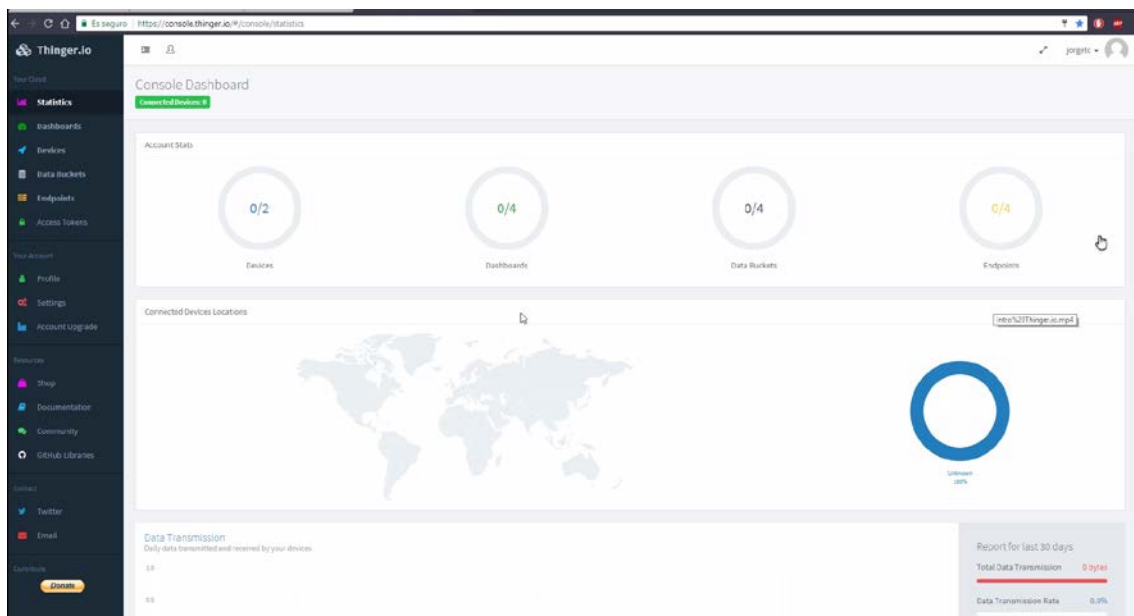 Es seguro https://console.thinger.io/#/console/statistics
Thinger.io
jorgetc
Your Cloud
Statistics
Dashboards
Devices
Data Buckets
Endpoints
Access Tokens
Your Account
Profile
Settings
Account Upgrade
Resources
Shop
Documentation
Community
GitHub Libraries
Contact
Twitter
Email
Contribute
Donate
Console Dashboard
Connected Devices: 0
Account Stats
0/2 0/4 0/4 0/4
Devices Dashboards Data Buckets Endpoints
Connected Devices Locations
intro%20Thinger.io.mp4
Unknown
100%
Data Transmission
Daily data transmitted and received by your devices
1.0
Report for last 30 days
Total Data Transmission 0 bytes
Data Transmission Rate 0.0%